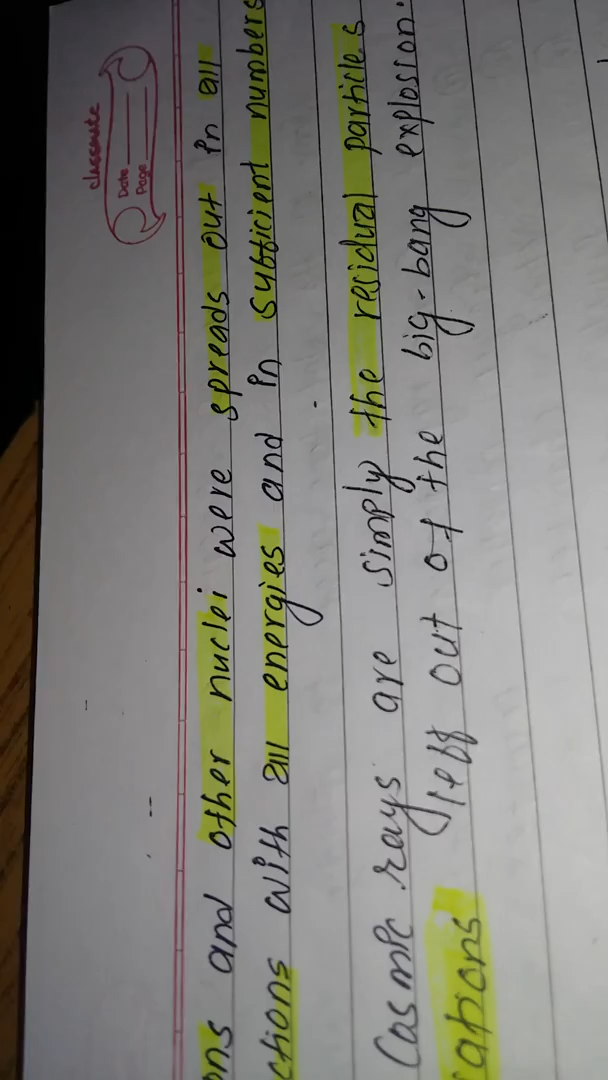 classmate
Date
Page
ons and other nuclei were spreads out in all
ctions with all energies and in sufficient numbers
Cosmic rays are simply the residual particles
leff out of the big-bang explosion.
ations